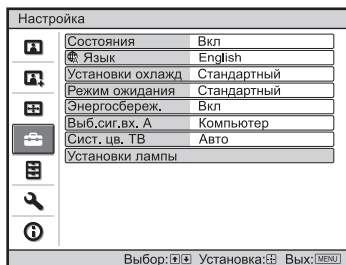 Настройка
Состояния Вкл
Язык English
Установки охлажд Стандартный
Режим ожидания Стандартный
Энергосбереж. Вкл
Выб.сиг.вх. А Компьютер
Сист. цв. ТВ Авто
Установки лампы
Выбор: Установка: Вых: MENU